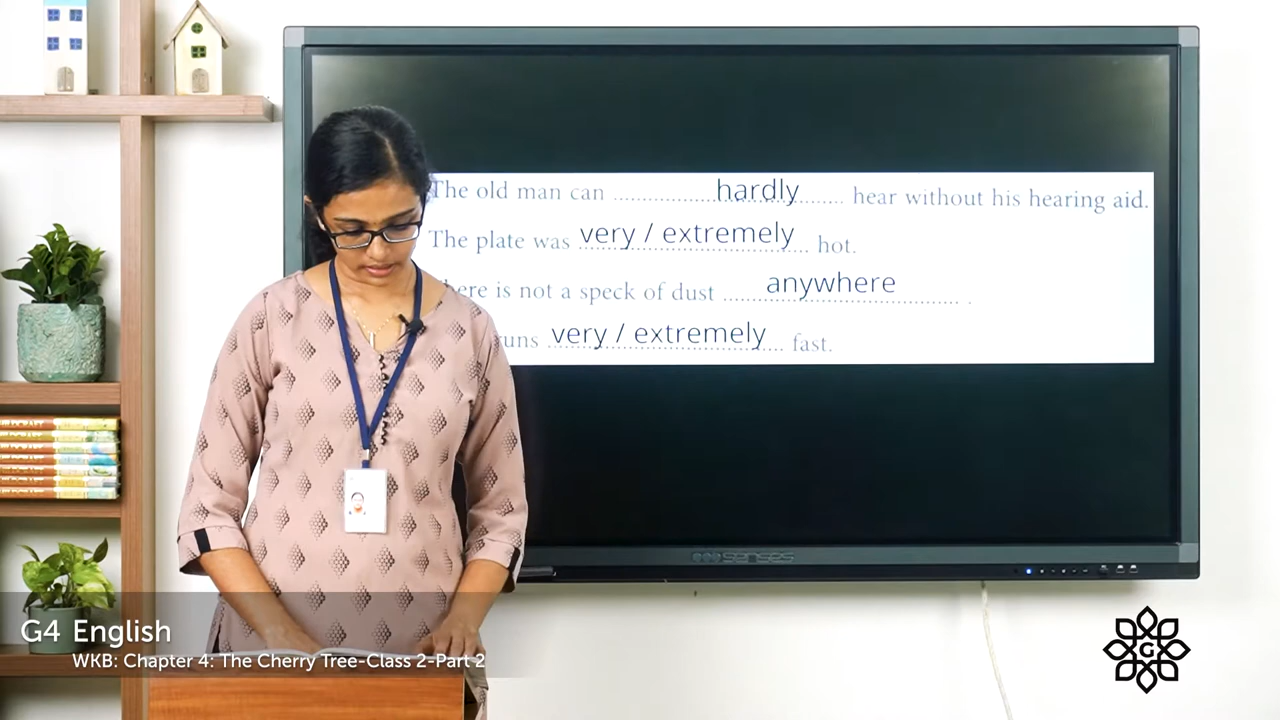 The old man can ........................ hardly ........... hear without his hearing aid.
The plate was very / extremely hot.
here is not a speck of dust anywhere .
uns very / extremely fast.
senses
G4 English
WKB: Chapter 4: The Cherry Tree-Class 2-Part 2
G